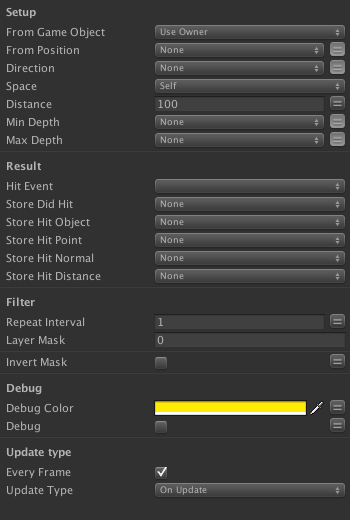 Setup
From Game Object Use Owner
From Position None
Direction None
Space Self
Distance 100
Min Depth None
Max Depth None
Result
Hit Event
Store Did Hit None
Store Hit Object None
Store Hit Point None
Store Hit Normal None
Store Hit Distance None
Filter
Repeat Interval 1
Layer Mask 0
Invert Mask
Debug
Debug Color
Debug
Update type
Every Frame
Update Type On Update